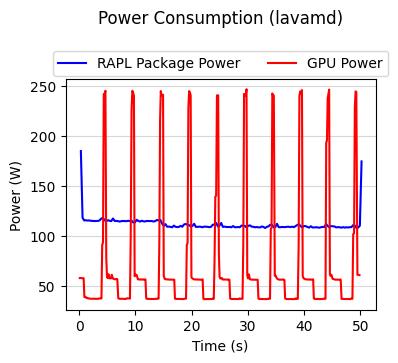 Power Consumption (lavamd)
RAPL Package Power
GPU Power
250
200
150
100
50
Power (W)
0
10
20
30
40
50
Time (s)